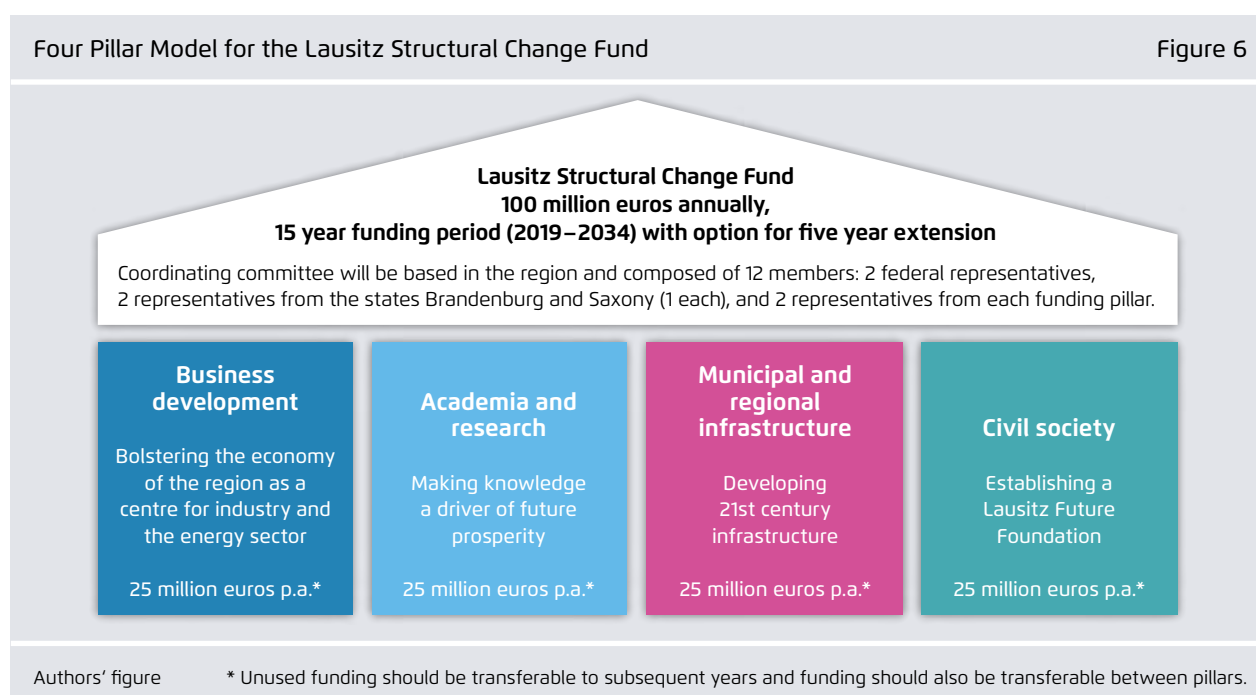 Four Pillar Model for the Lausitz Structural Change Fund
Figure 6
Lausitz Structural Change Fund
100 million euros annually,
15 year funding period (2019–2034) with option for five year extension
Coordinating committee will be based in the region and composed of 12 members: 2 federal representatives,
2 representatives from the states Brandenburg and Saxony (1 each), and 2 representatives from each funding pillar.
Business
development
Bolstering the economy
of the region as a
centre for industry and
the energy sector
25 million euros p.a.*
Academia and
research
Making knowledge
a driver of future
prosperity
25 million euros p.a.*
Municipal and
regional
infrastructure
Developing
21st century
infrastructure
25 million euros p.a.*
Civil society
Establishing a
Lausitz Future
Foundation
25 million euros p.a.*
Authors' figure
* Unused funding should be transferable to subsequent years and funding should also be transferable between pillars.